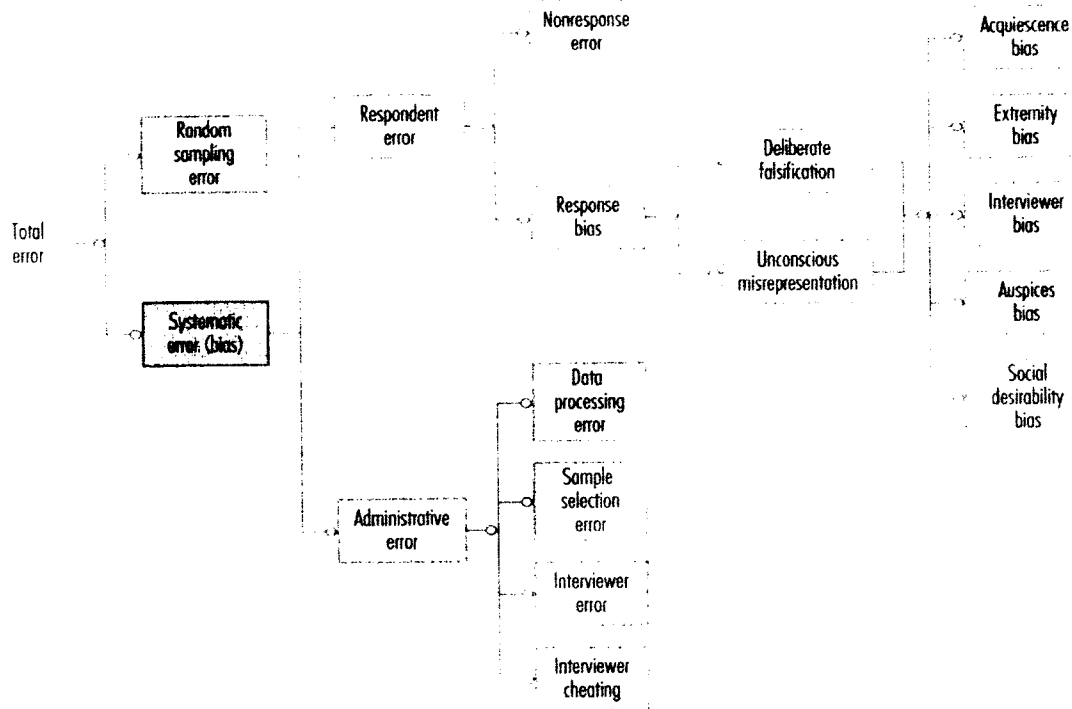 Nonresponse
error
Acquiescence
bias
Random
sampling
error
Respondent
error
Extremity
bias
Deliberate
falsification
Total
error
Response
bias
Interviewer
bias
Unconscious
misrepresentation
Systematic
error (bias)
Auspices
bias
Data
processing
error
Social
desirability
bias
Administrative
error
Sample
selection
error
Interviewer
error
Interviewer
cheating